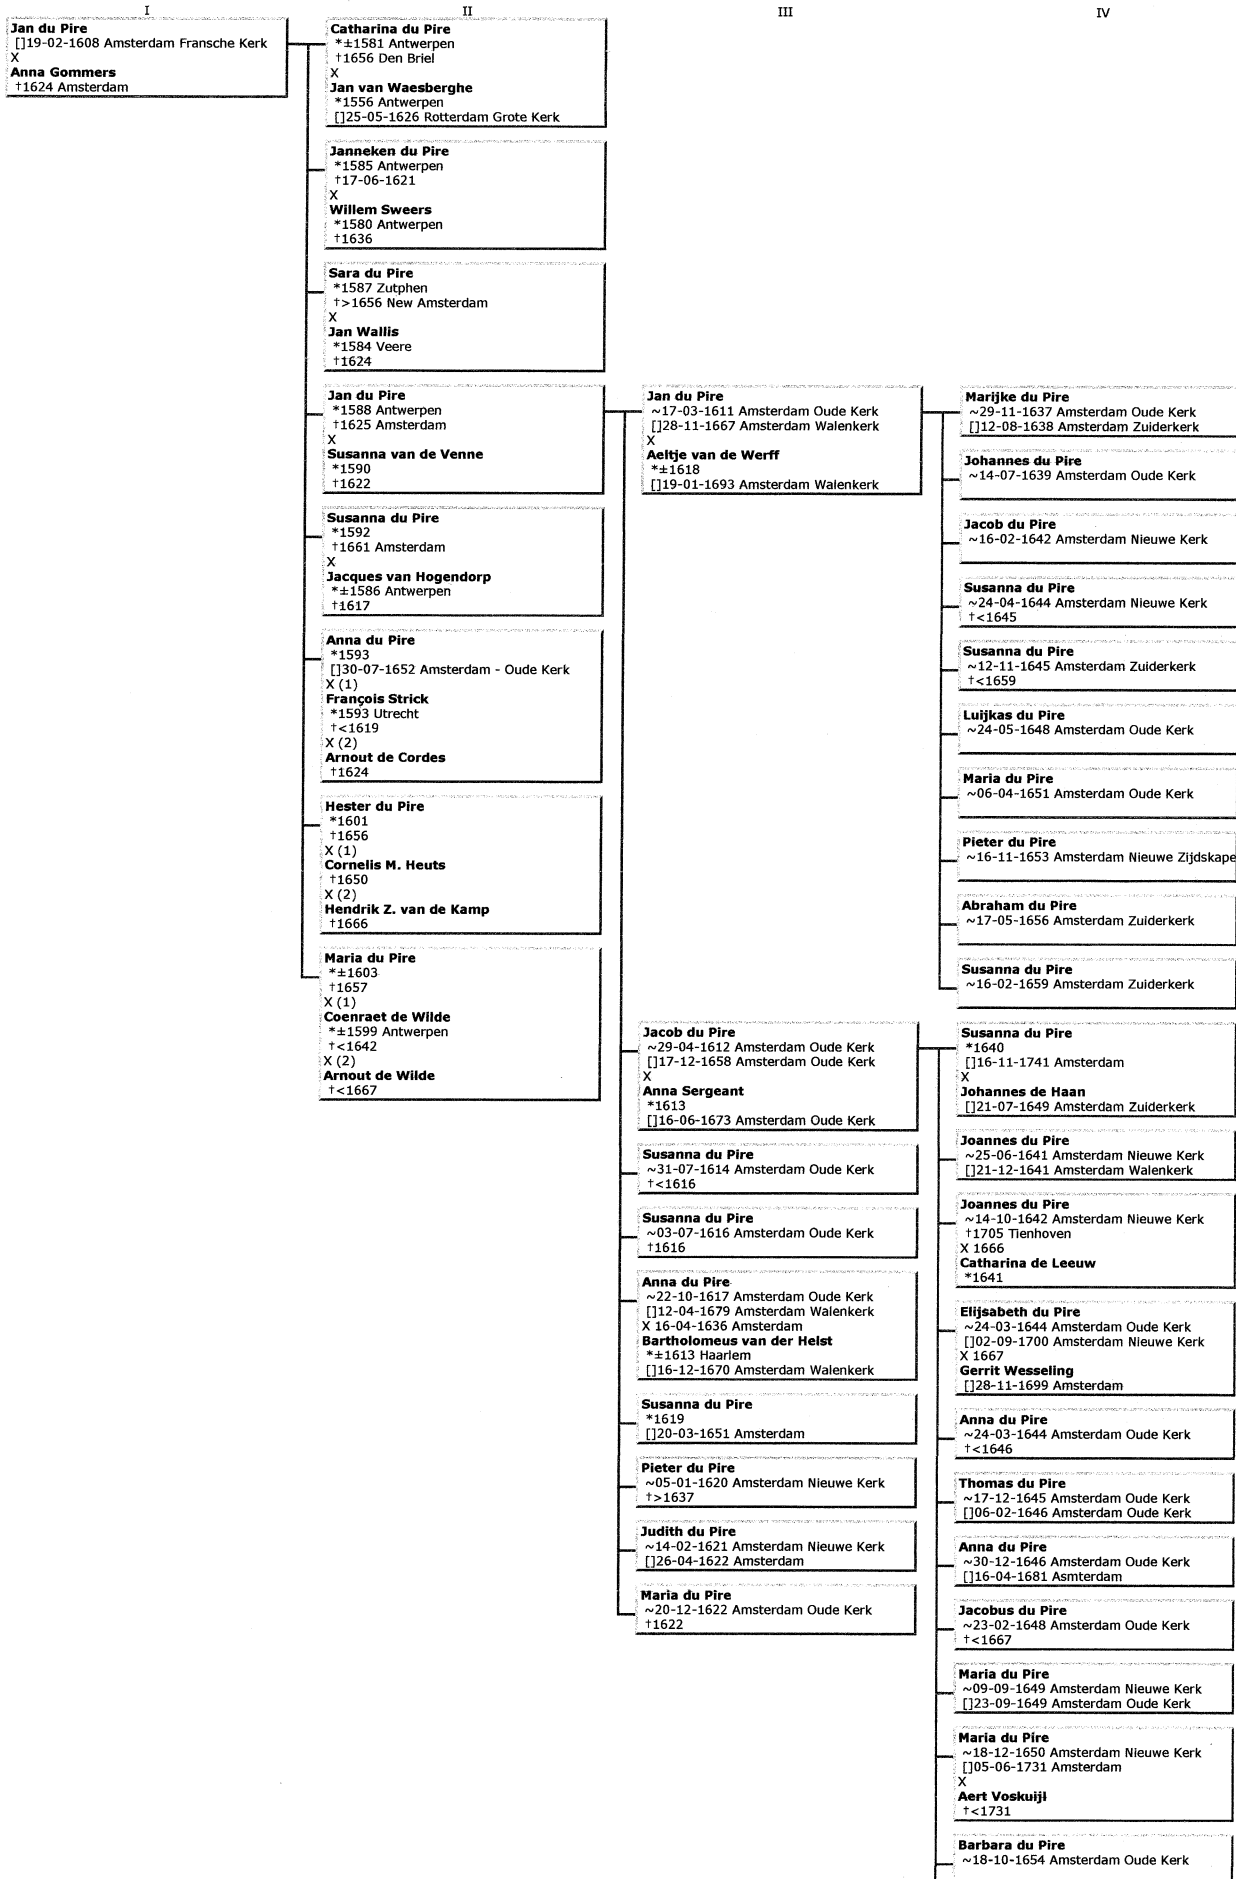 I
II
III
IV
Jan du Pire
[]19-02-1608 Amsterdam Fransche Kerk
X
Anna Gommers
†1624 Amsterdam
Catharina du Pire
*±1581 Antwerpen
†1656 Den Briel
X
Jan van Waesberghe
*1556 Antwerpen
[]25-05-1626 Rotterdam Grote Kerk
Janneken du Pire
*1585 Antwerpen
†17-06-1621
X
Willem Sweers
*1580 Antwerpen
†1636
Sara du Pire
*1587 Zutphen
†>1656 New Amsterdam
X
Jan Wallis
*1584 Veere
†1624
Jan du Pire
*1588 Antwerpen
†1625 Amsterdam
X
Susanna van de Venne
*1590
†1622
Susanna du Pire
*1592
†1661 Amsterdam
X
Jacques van Hogendorp
*±1586 Antwerpen
†1617
Anna du Pire
*1593
[]30-07-1652 Amsterdam - Oude Kerk
X (1)
François Strick
*1593 Utrecht
†<1619
X (2)
Arnout de Cordes
†1624
Hester du Pire
*1601
†1656
X (1)
Cornelis M. Heuts
†1650
X (2)
Hendrik Z. van de Kamp
†1666
Maria du Pire
*±1603
†1657
X (1)
Coenraet de Wilde
*±1599 Antwerpen
†<1642
X (2)
Arnout de Wilde
†<1667
Jan du Pire
~17-03-1611 Amsterdam Oude Kerk
[]28-11-1667 Amsterdam Walenkerk
X
Aeltje van de Werff
*±1618
[]19-01-1693 Amsterdam Walenkerk
Jacob du Pire
~29-04-1612 Amsterdam Oude Kerk
[]17-12-1658 Amsterdam Oude Kerk
X
Anna Sergeant
*1613
[]16-06-1673 Amsterdam Oude Kerk
Susanna du Pire
~31-07-1614 Amsterdam Oude Kerk
†<1616
Susanna du Pire
~03-07-1616 Amsterdam Oude Kerk
†1616
Anna du Pire
~22-10-1617 Amsterdam Oude Kerk
[]12-04-1679 Amsterdam Walenkerk
X 16-04-1636 Amsterdam
Bartholomeus van der Helst
*±1613 Haarlem
[]16-12-1670 Amsterdam Walenkerk
Susanna du Pire
*1619
[]20-03-1651 Amsterdam
Pieter du Pire
~05-01-1620 Amsterdam Nieuwe Kerk
†>1637
Judith du Pire
~14-02-1621 Amsterdam Nieuwe Kerk
[]26-04-1622 Amsterdam
Maria du Pire
~20-12-1622 Amsterdam Oude Kerk
†1622
Marijke du Pire
~29-11-1637 Amsterdam Oude Kerk
[]12-08-1638 Amsterdam Zuiderkerk
Johannes du Pire
~14-07-1639 Amsterdam Oude Kerk
Jacob du Pire
~16-02-1642 Amsterdam Nieuwe Kerk
Susanna du Pire
~24-04-1644 Amsterdam Nieuwe Kerk
†<1645
Susanna du Pire
~12-11-1645 Amsterdam Zuiderkerk
†<1659
Luijkas du Pire
~24-05-1648 Amsterdam Oude Kerk
Maria du Pire
~06-04-1651 Amsterdam Oude Kerk
Pieter du Pire
~16-11-1653 Amsterdam Nieuwe Zijdskape
Abraham du Pire
~17-05-1656 Amsterdam Zuiderkerk
Susanna du Pire
~16-02-1659 Amsterdam Zuiderkerk
Susanna du Pire
*1640
[]16-11-1741 Amsterdam
X
Johannes de Haan
[]21-07-1649 Amsterdam Zuiderkerk
Joannes du Pire
~25-06-1641 Amsterdam Nieuwe Kerk
[]21-12-1641 Amsterdam Walenkerk
Joannes du Pire
~14-10-1642 Amsterdam Nieuwe Kerk
†1705 Tienhoven
X 1666
Catharina de Leeuw
*1641
Elijsabeth du Pire
~24-03-1644 Amsterdam Oude Kerk
[]02-09-1700 Amsterdam Nieuwe Kerk
X 1667
Gerrit Wesseling
[]28-11-1699 Amsterdam
Anna du Pire
~24-03-1644 Amsterdam Oude Kerk
†<1646
Thomas du Pire
~17-12-1645 Amsterdam Oude Kerk
[]06-02-1646 Amsterdam Oude Kerk
Anna du Pire
~30-12-1646 Amsterdam Oude Kerk
[]16-04-1681 Asmterdam
Jacobus du Pire
~23-02-1648 Amsterdam Oude Kerk
†<1667
Maria du Pire
~09-09-1649 Amsterdam Nieuwe Kerk
[]23-09-1649 Amsterdam Oude Kerk
Maria du Pire
~18-12-1650 Amsterdam Nieuwe Kerk
[]05-06-1731 Amsterdam
X
Aert Voskuijl
†<1731
Barbara du Pire
~18-10-1654 Amsterdam Oude Kerk